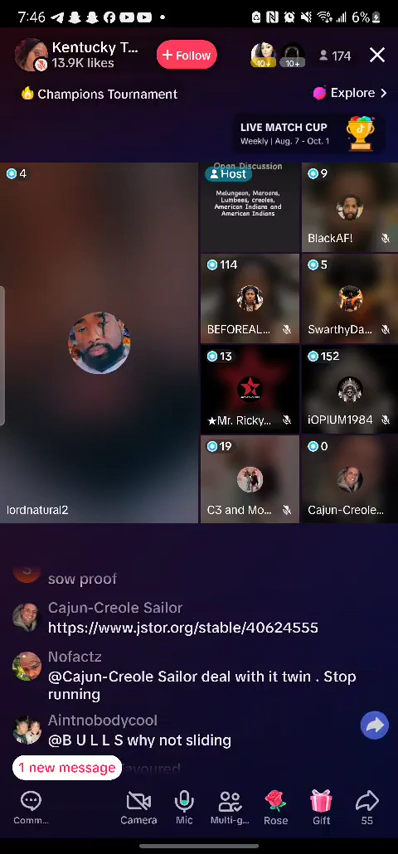 7:46
6%
Kentucky T...
13.9K likes
+ Follow
10+
10+
174
Champions Tournament
Explore >
LIVE MATCH CUP
Weekly | Aug. 7 - Oct. 1
4
Open Discussion
Host
Melungeon, Maroons,
Lumbees, creoles,
American Indians and
American Indians
9
BlackAF!
114
BEFOREAL...
5
SwarthyDa...
13
★Mr. Ricky...
152
iOPIUM1984
lordnatural2
19
C3 and Mo...
0
Cajun-Creole...
sow proof
Cajun-Creole Sailor
https://www.jstor.org/stable/40624555
Nofactz
@Cajun-Creole Sailor deal with it twin . Stop
running
Aintnobodycool
@B U L L S why not sliding
1 new message
avoured
Comm...
Camera
Mic
Multi-g...
Rose
Gift
55